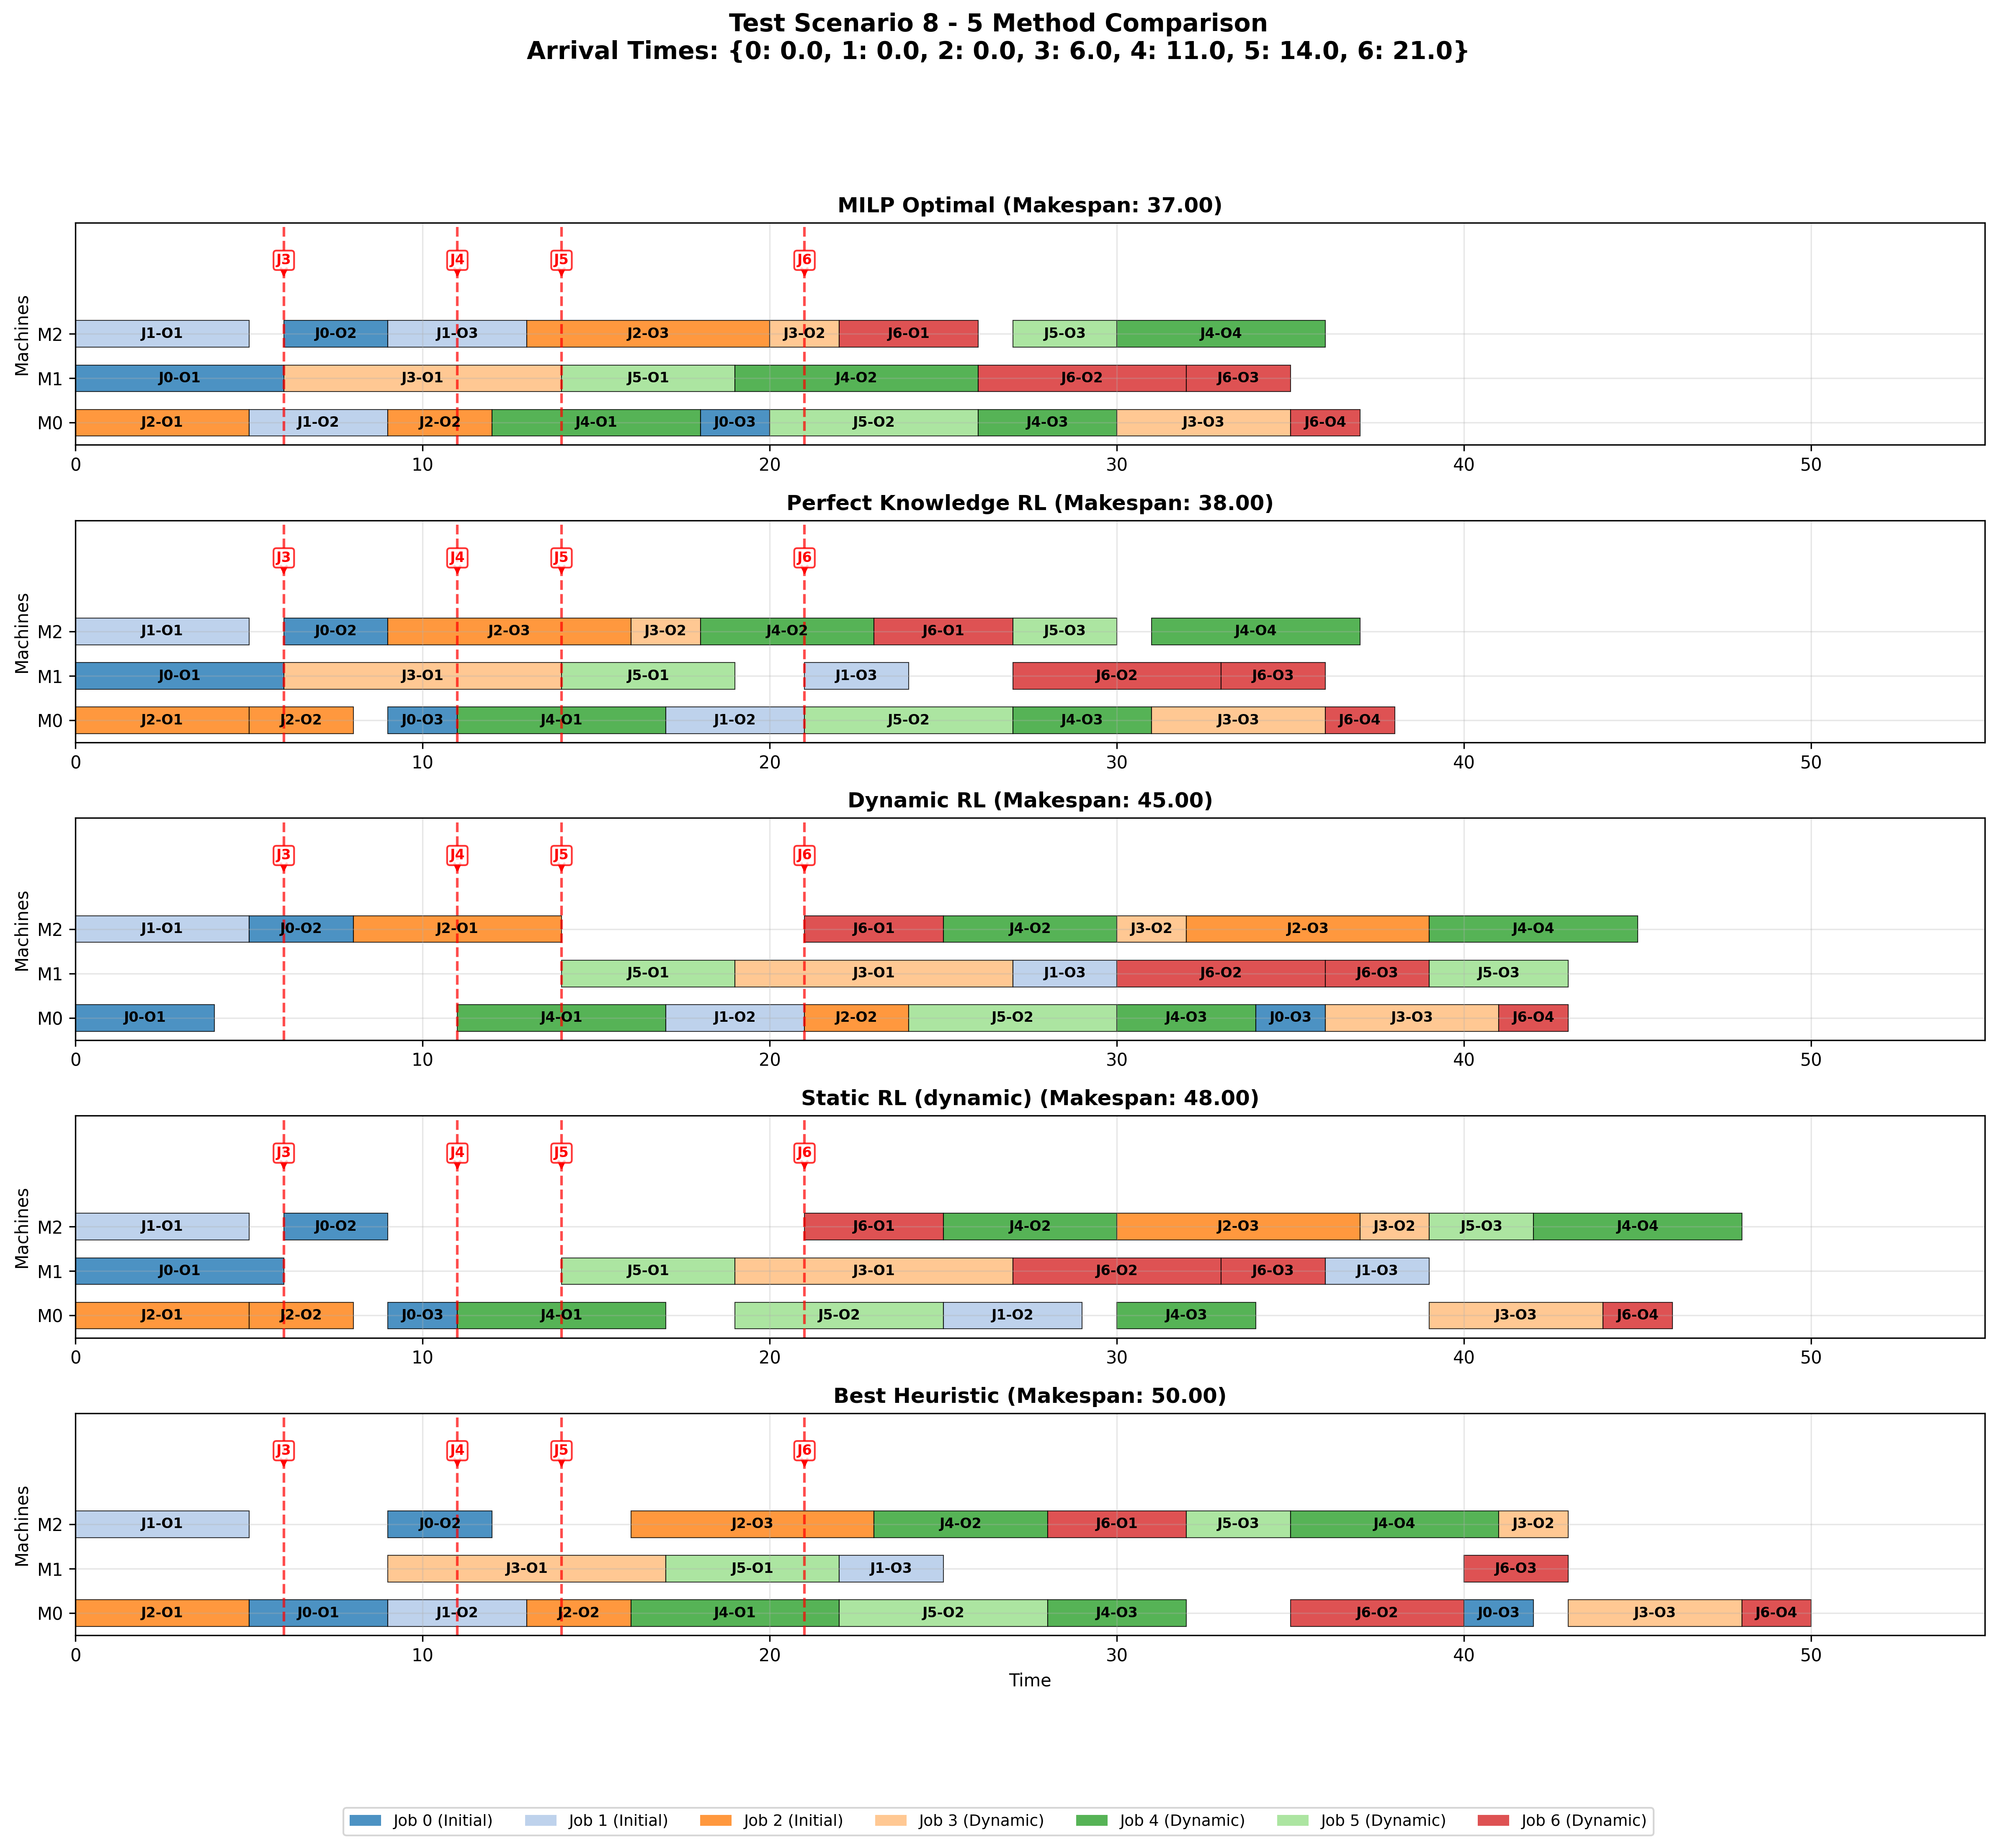 Test Scenario 8 - 5 Method Comparison
Arrival Times: {0: 0.0, 1: 0.0, 2: 0.0, 3: 6.0, 4: 11.0, 5: 14.0, 6: 21.0}
MILP Optimal (Makespan: 37.00)
J3 J4 J5 J6
Machines
M2 J1-O1 J0-O2 J1-O3 J2-O3 J3-O2 J6-O1 J5-O3 J4-O4
M1 J0-O1 J3-O1 J5-O1 J4-O2 J6-O2 J6-O3
M0 J2-O1 J1-O2 J2-O2 J4-O1 J0-O3 J5-O2 J4-O3 J3-O3 J6-O4
0 10 20 30 40 50
Perfect Knowledge RL (Makespan: 38.00)
J3 J4 J5 J6
Machines
M2 J1-O1 J0-O2 J2-O3 J3-O2 J4-O2 J6-O1 J5-O3 J4-O4
M1 J0-O1 J3-O1 J5-O1 J1-O3 J6-O2 J6-O3
M0 J2-O1 J2-O2 J0-O3 J4-O1 J1-O2 J5-O2 J4-O3 J3-O3 J6-O4
0 10 20 30 40 50
Dynamic RL (Makespan: 45.00)
J3 J4 J5 J6
Machines
M2 J1-O1 J0-O2 J2-O1 J6-O1 J4-O2 J3-O2 J2-O3 J4-O4
M1 J5-O1 J3-O1 J1-O3 J6-O2 J6-O3 J5-O3
M0 J0-O1 J4-O1 J1-O2 J2-O2 J5-O2 J4-O3 J0-O3 J3-O3 J6-O4
0 10 20 30 40 50
Static RL (dynamic) (Makespan: 48.00)
J3 J4 J5 J6
Machines
M2 J1-O1 J0-O2 J6-O1 J4-O2 J2-O3 J3-O2 J5-O3 J4-O4
M1 J0-O1 J5-O1 J3-O1 J6-O2 J6-O3 J1-O3
M0 J2-O1 J2-O2 J0-O3 J4-O1 J5-O2 J1-O2 J4-O3 J3-O3 J6-O4
0 10 20 30 40 50
Best Heuristic (Makespan: 50.00)
J3 J4 J5 J6
Machines
M2 J1-O1 J0-O2 J2-O3 J4-O2 J6-O1 J5-O3 J4-O4 J3-O2
M1 J3-O1 J5-O1 J1-O3 J6-O3
M0 J2-O1 J0-O1 J1-O2 J2-O2 J4-O1 J5-O2 J4-O3 J6-O2 J0-O3 J3-O3 J6-O4
0 10 20 30 40 50
Time
Job 0 (Initial) Job 1 (Initial) Job 2 (Initial) Job 3 (Dynamic) Job 4 (Dynamic) Job 5 (Dynamic) Job 6 (Dynamic)